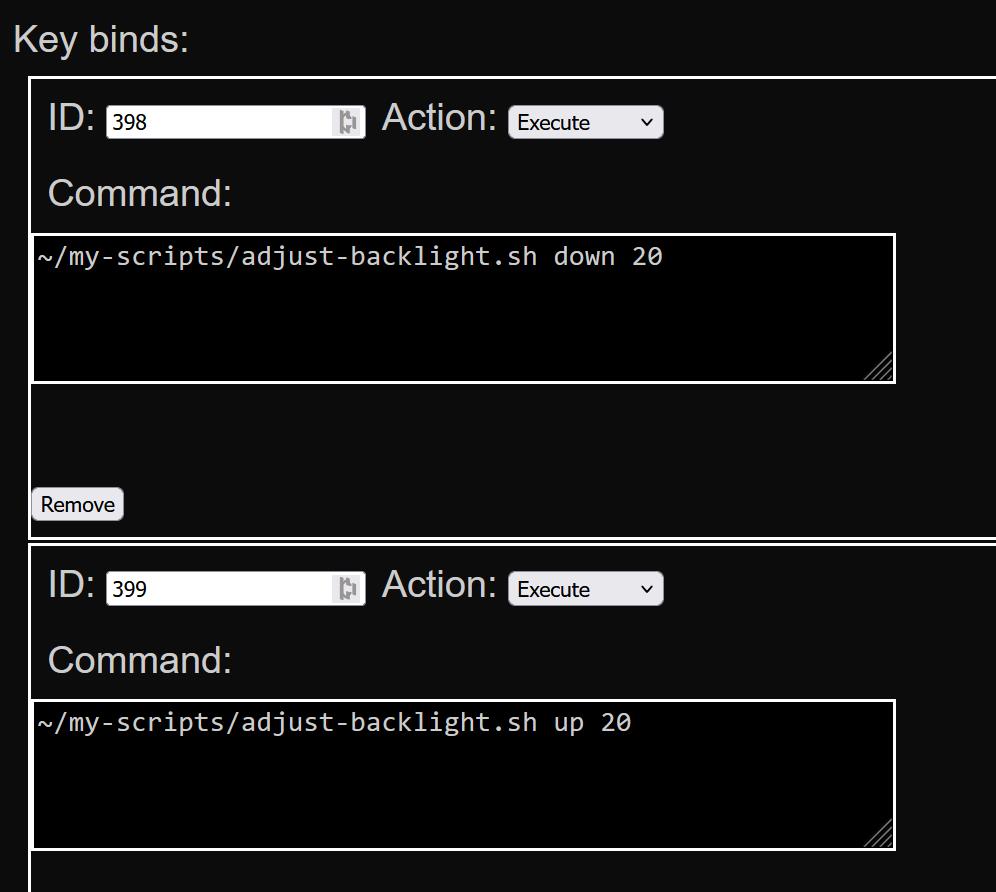 Key binds:
ID: 398 Action: Execute
Command:
~/my-scripts/adjust-backlight.sh down 20
Remove
ID: 399 Action: Execute
Command:
~/my-scripts/adjust-backlight.sh up 20